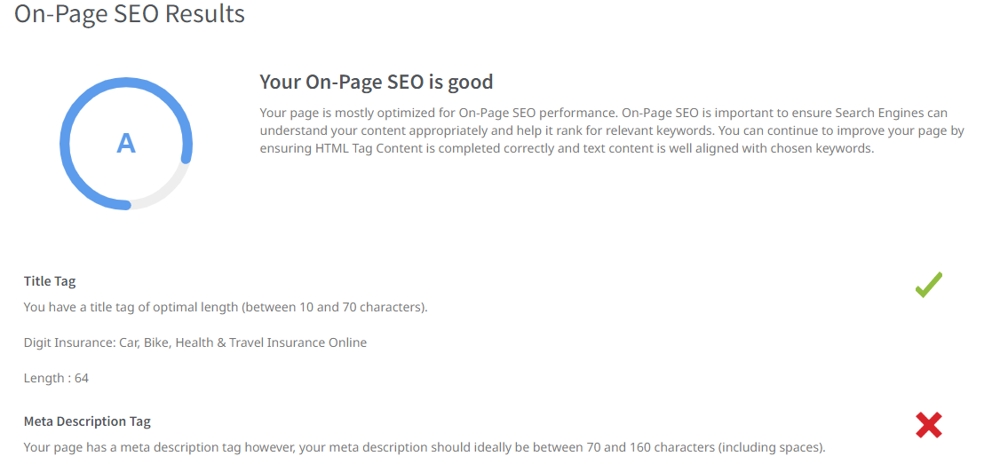 On-Page SEO Results
A
Your On-Page SEO is good
Your page is mostly optimized for On-Page SEO performance. On-Page SEO is important to ensure Search Engines can
understand your content appropriately and help it rank for relevant keywords. You can continue to improve your page by
ensuring HTML Tag Content is completed correctly and text content is well aligned with chosen keywords.
Title Tag
You have a title tag of optimal length (between 10 and 70 characters).
Digit Insurance: Car, Bike, Health & Travel Insurance Online
Length : 64
Meta Description Tag
Your page has a meta description tag however, your meta description should ideally be between 70 and 160 characters (including spaces).